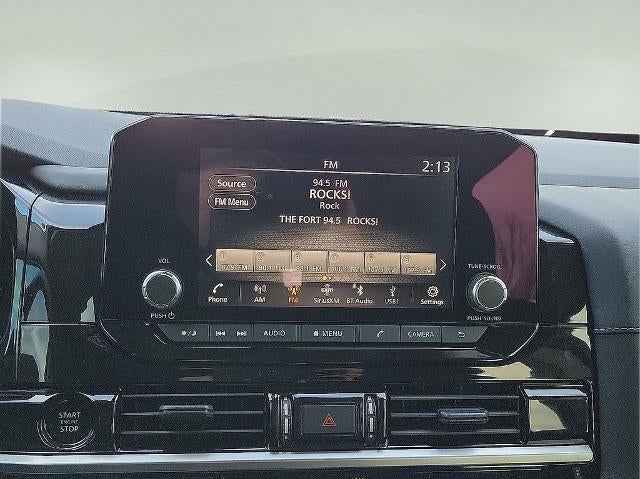 FM
2:13
Source
94.5 FM
ROCKS!
FM Menu
Rock
THE FORT 94.5 ROCKS!
VOL
TUNE·SCROLL
Phone
AM
FM
SiriusXM
BT Audio
USB1
Settings
PUSH
PUSH SOUND
AUDIO
MENU
CAMERA
START
ENGINE
STOP